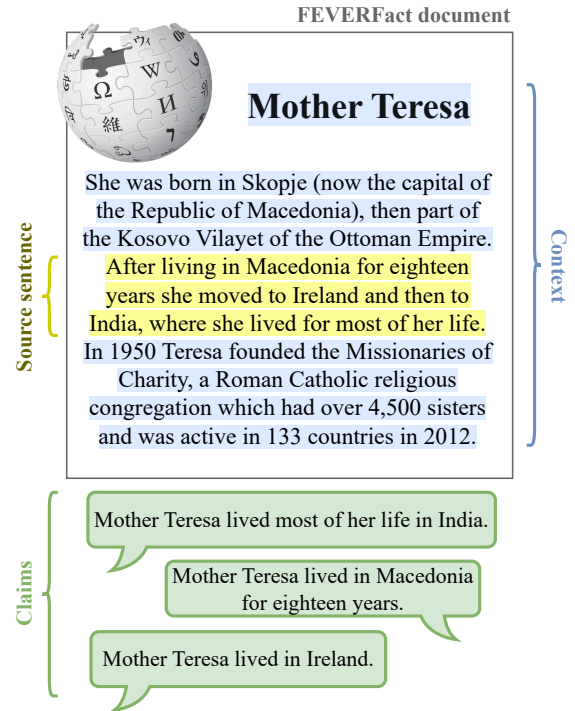 FEVERFact document
Ω
W
И
維
ウィ
7
Mother Teresa
She was born in Skopje (now the capital of
the Republic of Macedonia), then part of
the Kosovo Vilayet of the Ottoman Empire.
After living in Macedonia for eighteen
years she moved to Ireland and then to
India, where she lived for most of her life.
In 1950 Teresa founded the Missionaries of
Charity, a Roman Catholic religious
congregation which had over 4,500 sisters
and was active in 133 countries in 2012.
Source sentence
Context
Claims
Mother Teresa lived most of her life in India.
Mother Teresa lived in Macedonia
for eighteen years.
Mother Teresa lived in Ireland.